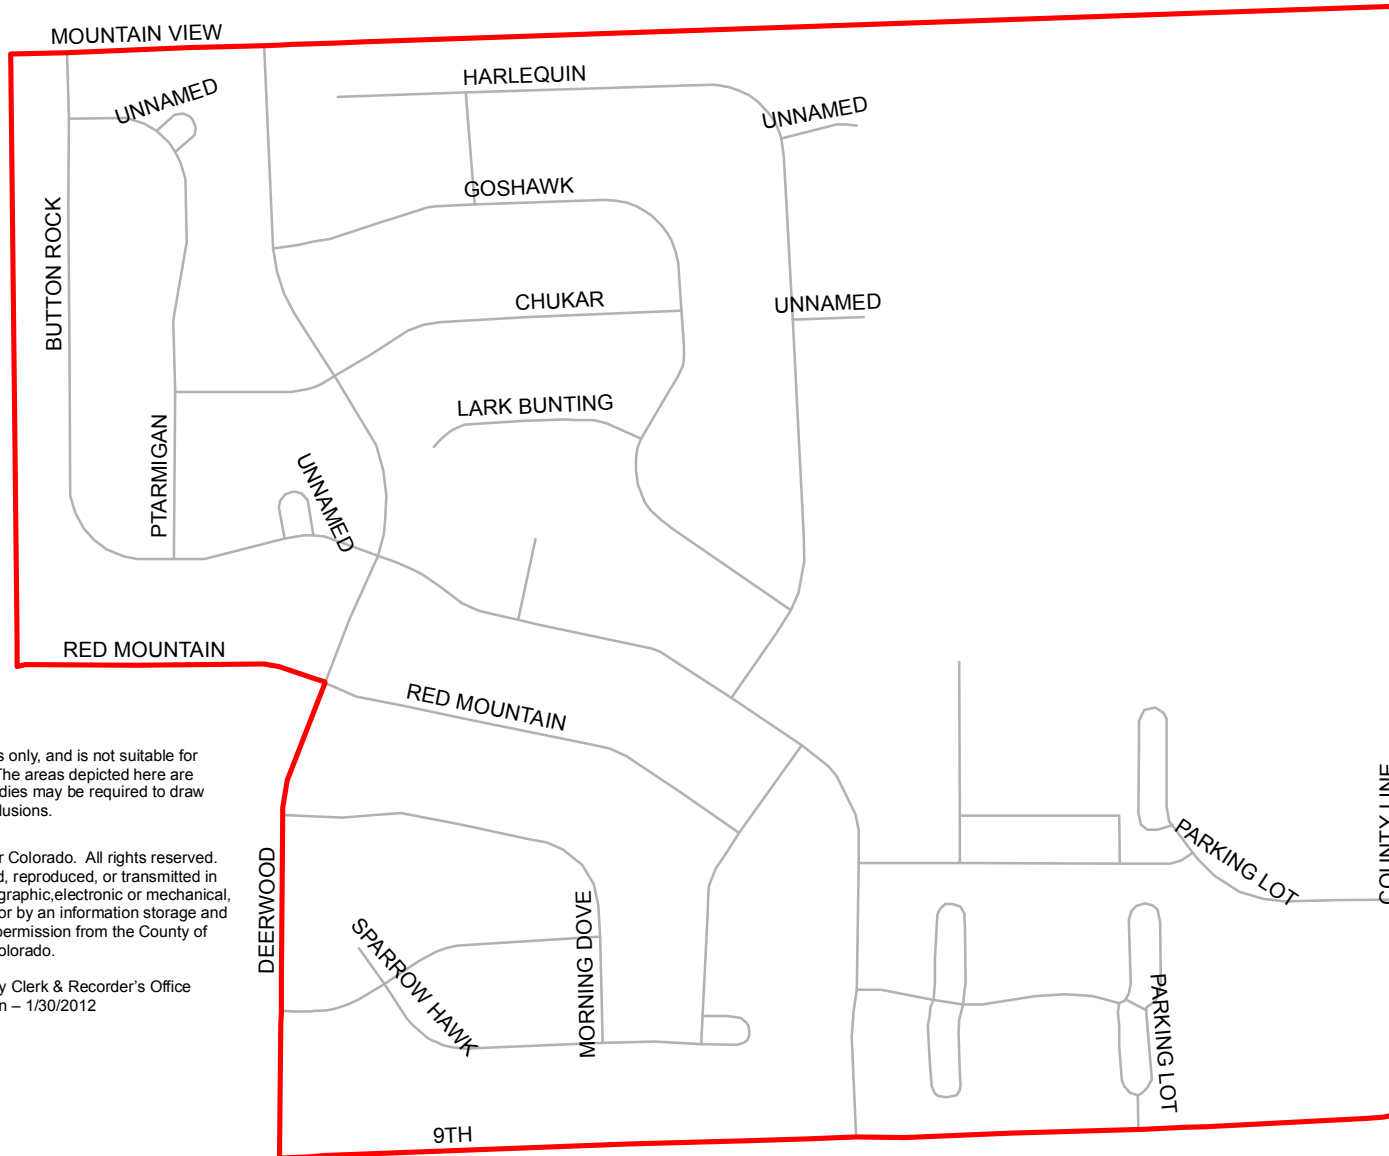 MOUNTAIN VIEW
HARLEQUIN
UNNAMED
UNNAMED
GOSHAWK
BUTTON ROCK
CHUKAR
UNNAMED
LARK BUNTING
PTARMIGAN
UNNAMED
RED MOUNTAIN
RED MOUNTAIN
s only, and is not suitable for
The areas depicted here are
dies may be required to draw
lusions.
r Colorado. All rights reserved.
d, reproduced, or transmitted in
graphic,electronic or mechanical,
or by an information storage and
permission from the County of
olorado.
y Clerk & Recorder's Office
n – 1/30/2012
COUNTY LINE
PARKING LOT
DEERWOOD
SPARROW HAWK
MORNING DOVE
PARKING LOT
9TH